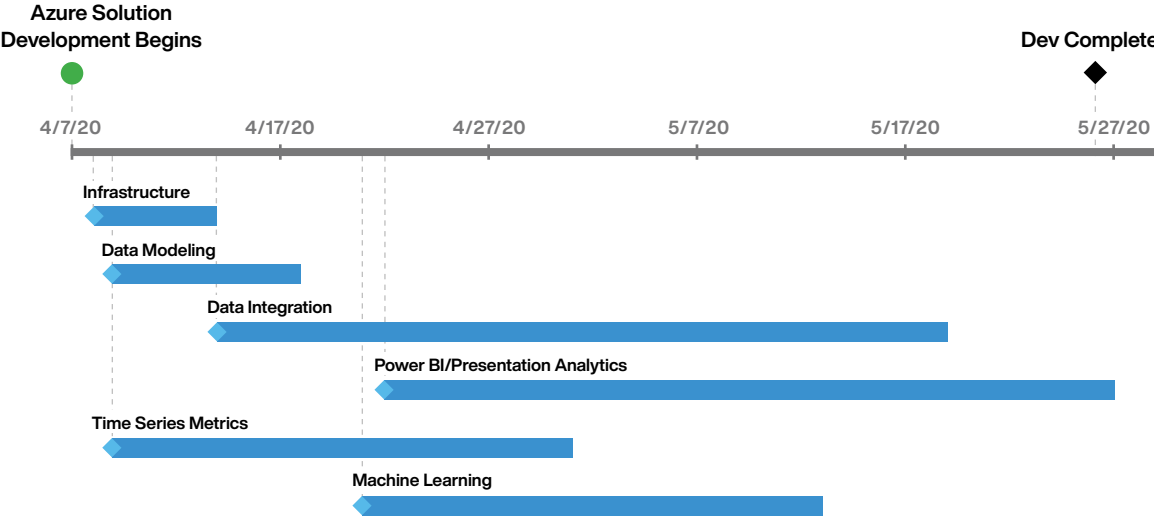 Azure Solution
Development Begins
Dev Complete
4/7/20
4/17/20
4/27/20
5/7/20
5/17/20
5/27/20
Infrastructure
Data Modeling
Data Integration
Power BI/Presentation Analytics
Time Series Metrics
Machine Learning